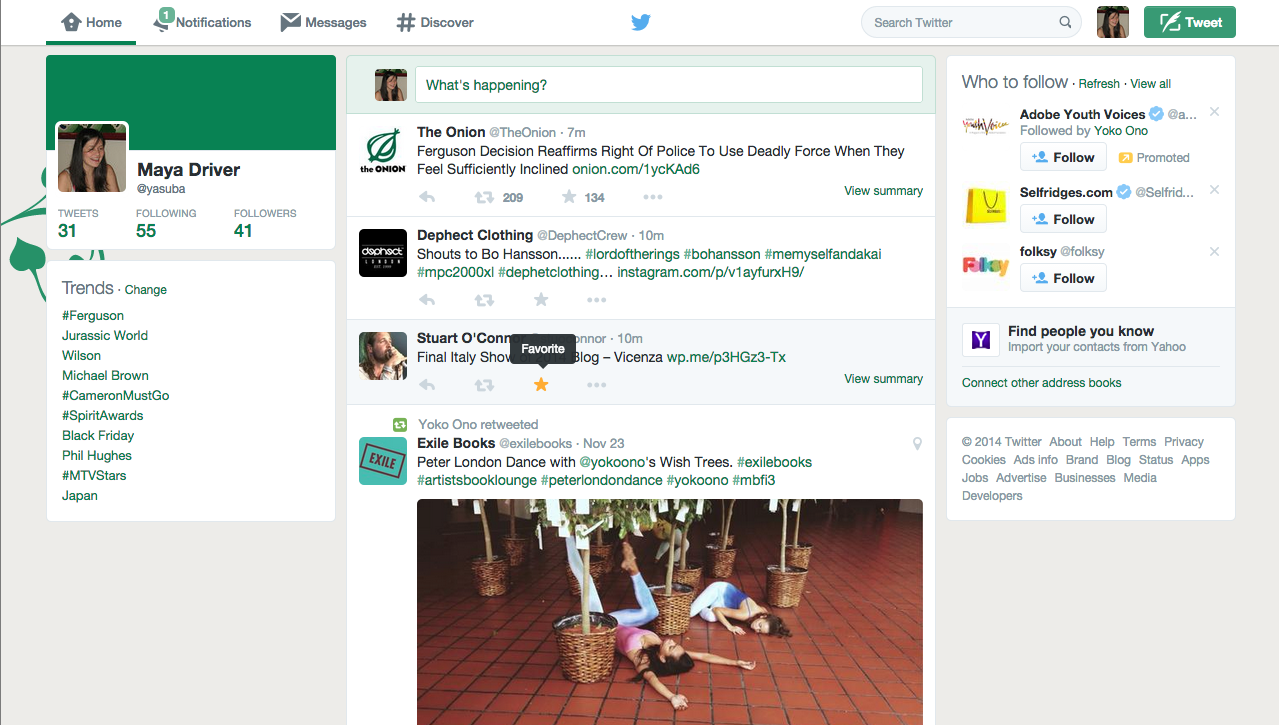 Home
1
Notifications
Messages
Discover
Search Twitter
Tweet
Maya Driver
@yasuba
TWEETS FOLLOWING FOLLOWERS
31 55 41
Trends · Change
#Ferguson
Jurassic World
Wilson
Michael Brown
#CameronMustGo
#SpiritAwards
Black Friday
Phil Hughes
#MTVStars
Japan
What's happening?
the ONION
The Onion @TheOnion · 7m
Ferguson Decision Reaffirms Right Of Police To Use Deadly Force When They
Feel Sufficiently Inclined onion.com/1ycKAd6
209 134
View summary
dephect
LONDON
Dephect Clothing @DephectCrew · 10m
Shouts to Bo Hansson...... #lordoftherings #bohansson #memyselfandakai
#mpc2000xl #dephetclothing… instagram.com/p/v1ayfurxH9/
Stuart O'Connor · 10m
Favorite
Final Italy Show Blog – Vicenza wp.me/p3HGz3-Tx
View summary
Yoko Ono retweeted
EXILE
Exile Books @exilebooks · Nov 23
Peter London Dance with @yokoono's Wish Trees. #exilebooks
#artistsbooklounge #peterlondondance #yokoono #mbfi3
Who to follow · Refresh · View all
Adobe Youth Voices @a...
Followed by Yoko Ono
Follow
Promoted
Selfridges.com @Selfrid...
Follow
Folksy
folksy @folksy
Follow
Find people you know
Import your contacts from Yahoo
Connect other address books
© 2014 Twitter About Help Terms Privacy
Cookies Ads info Brand Blog Status Apps
Jobs Advertise Businesses Media
Developers